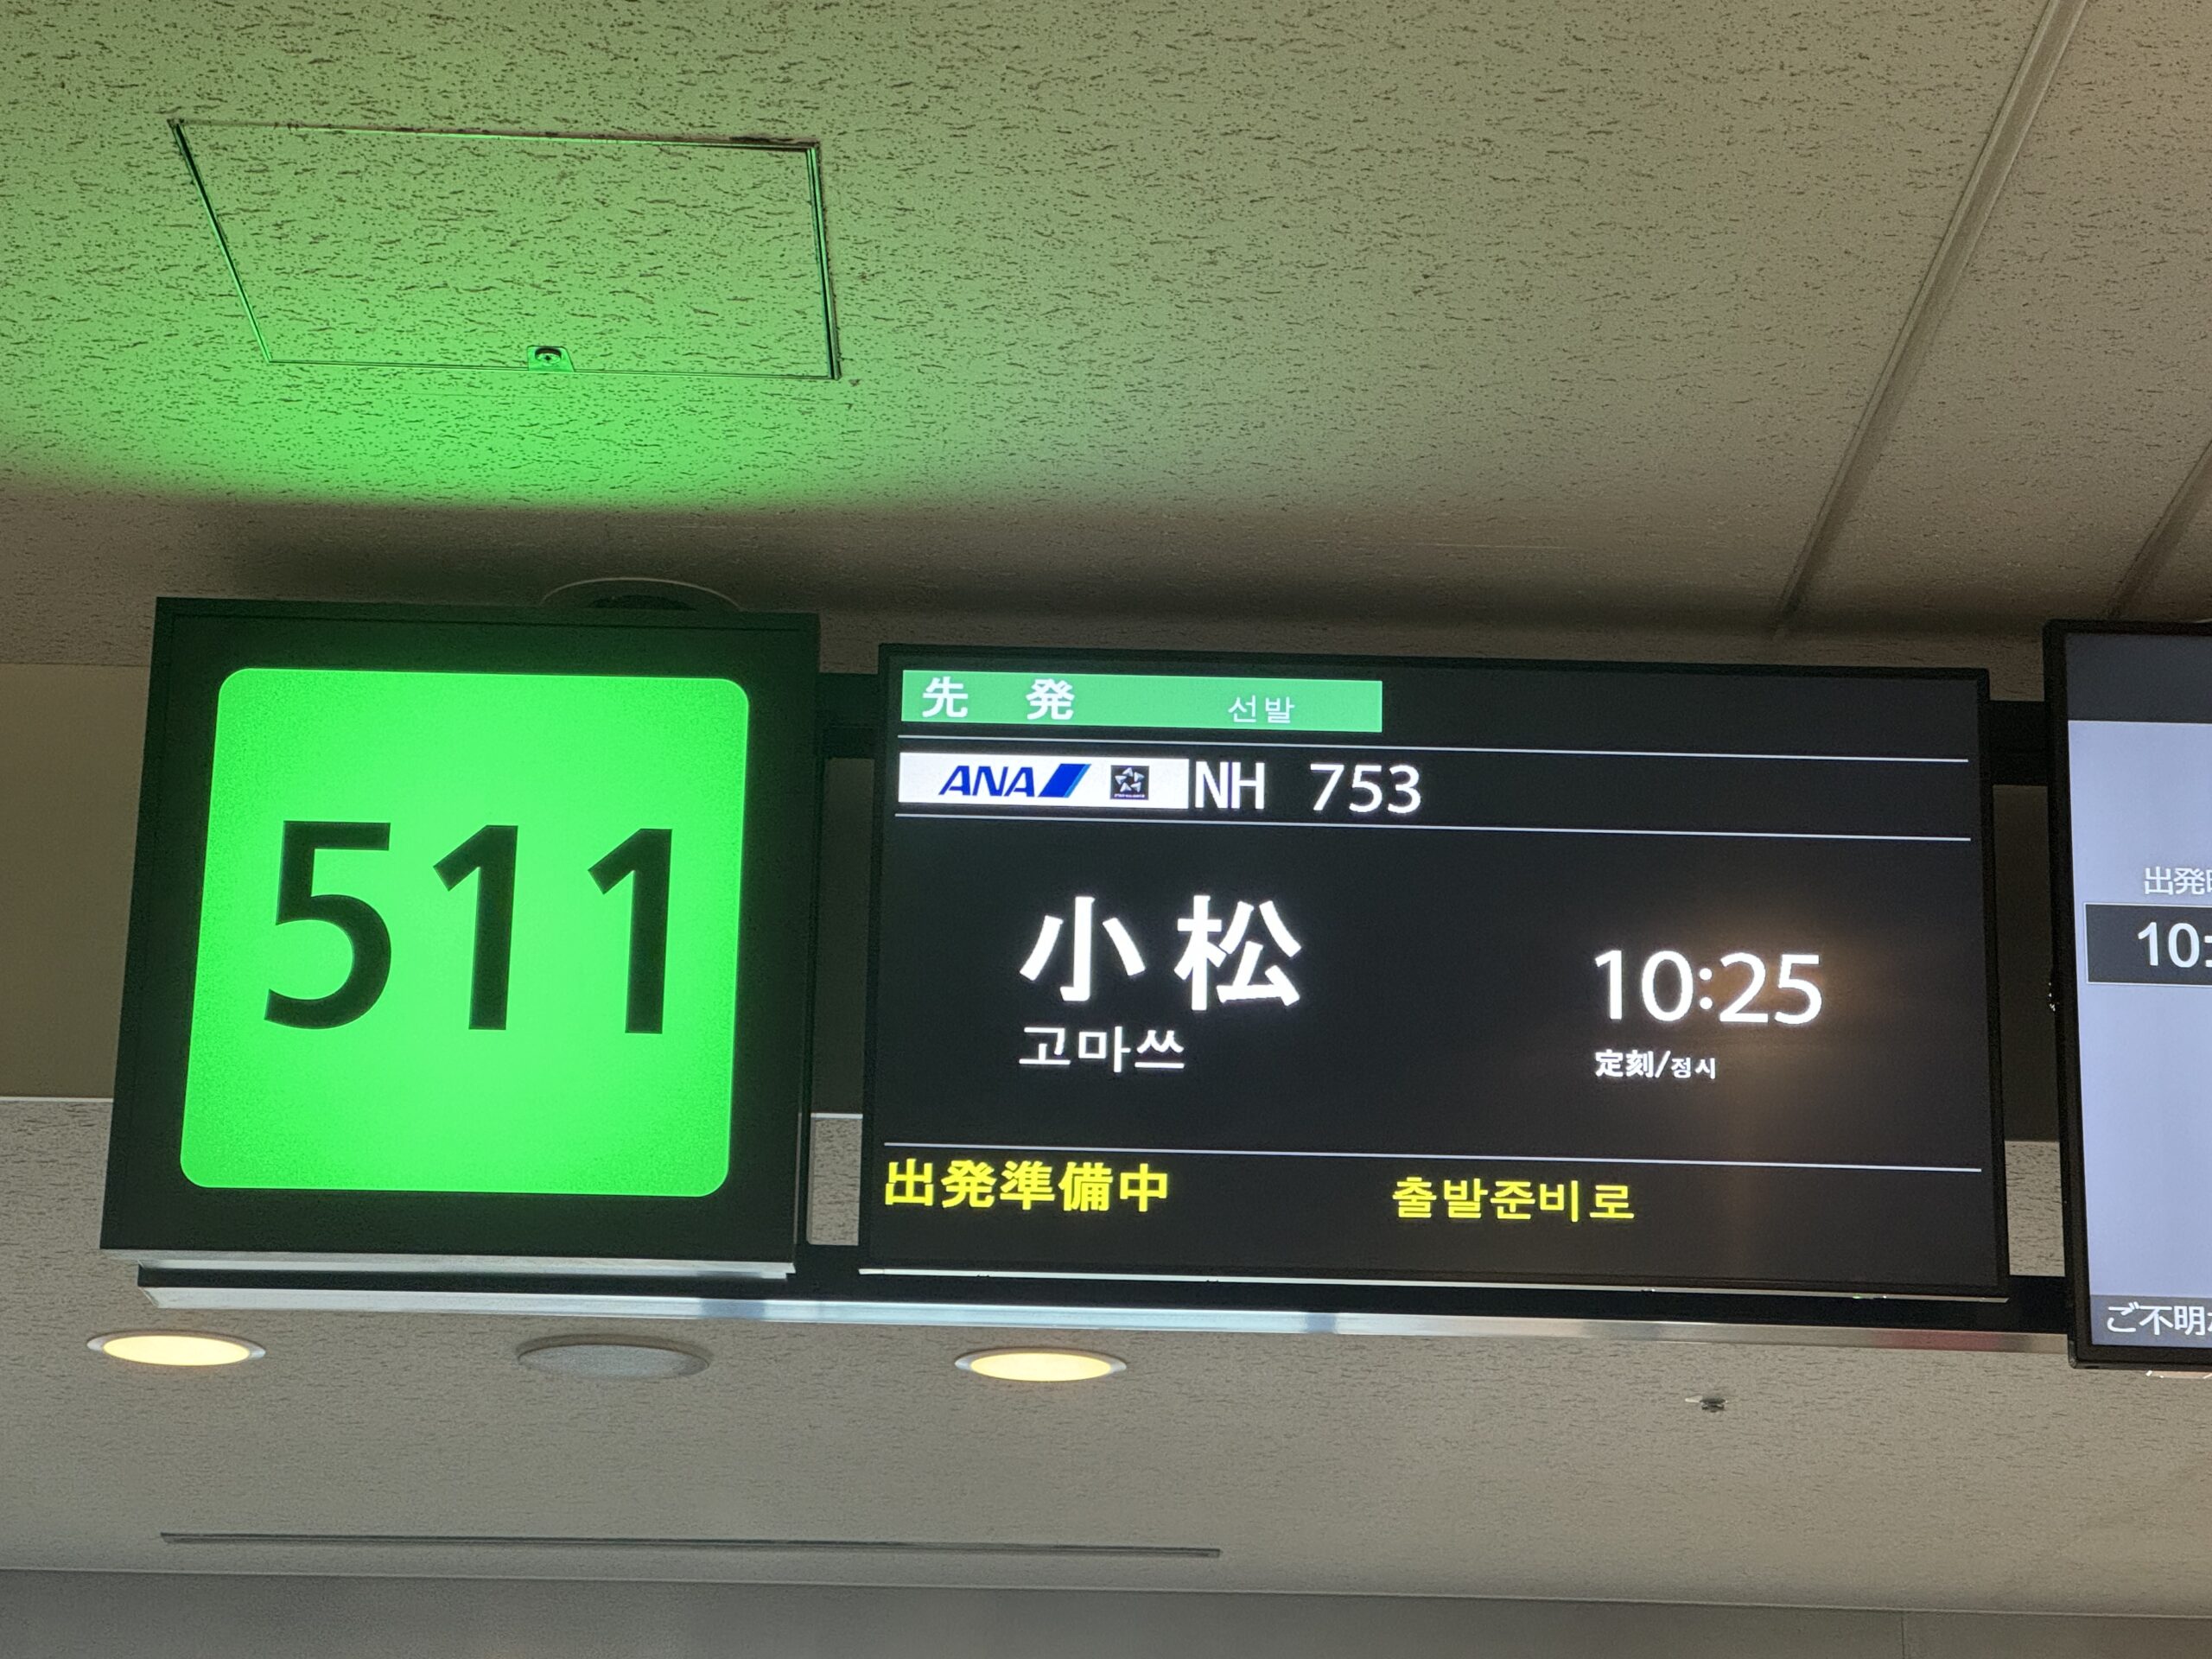 511
先 発 선발
ANA NH 753
小松 10:25
고마쓰 定刻/정시
出発準備中 출발준비로
出発
10:
ご不明